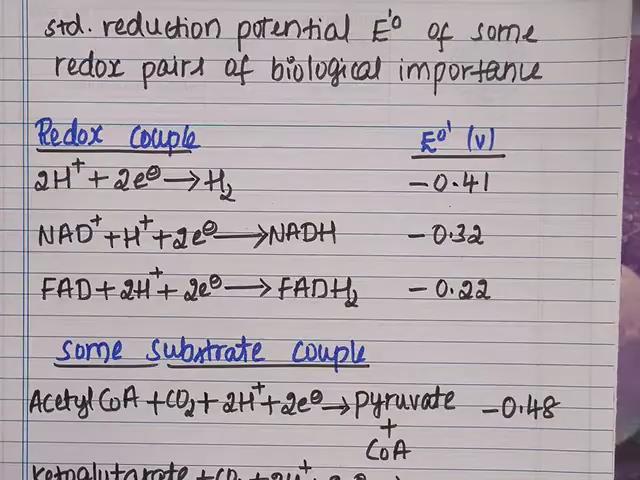 std. reduction potential E'⁰ of some
redox pairs of biological importance
Redox couple E⁰' (v)
2H⁺ + 2e⊖ → H₂ -0.41
NAD⁺ + H⁺ + 2e⊖ → NADH -0.32
FAD + 2H⁺ + 2e⊖ → FADH₂ -0.22
some substrate couple
Acetyl CoA + CO₂ + 2H⁺ + 2e⊖ → pyruvate -0.48
+
CoA